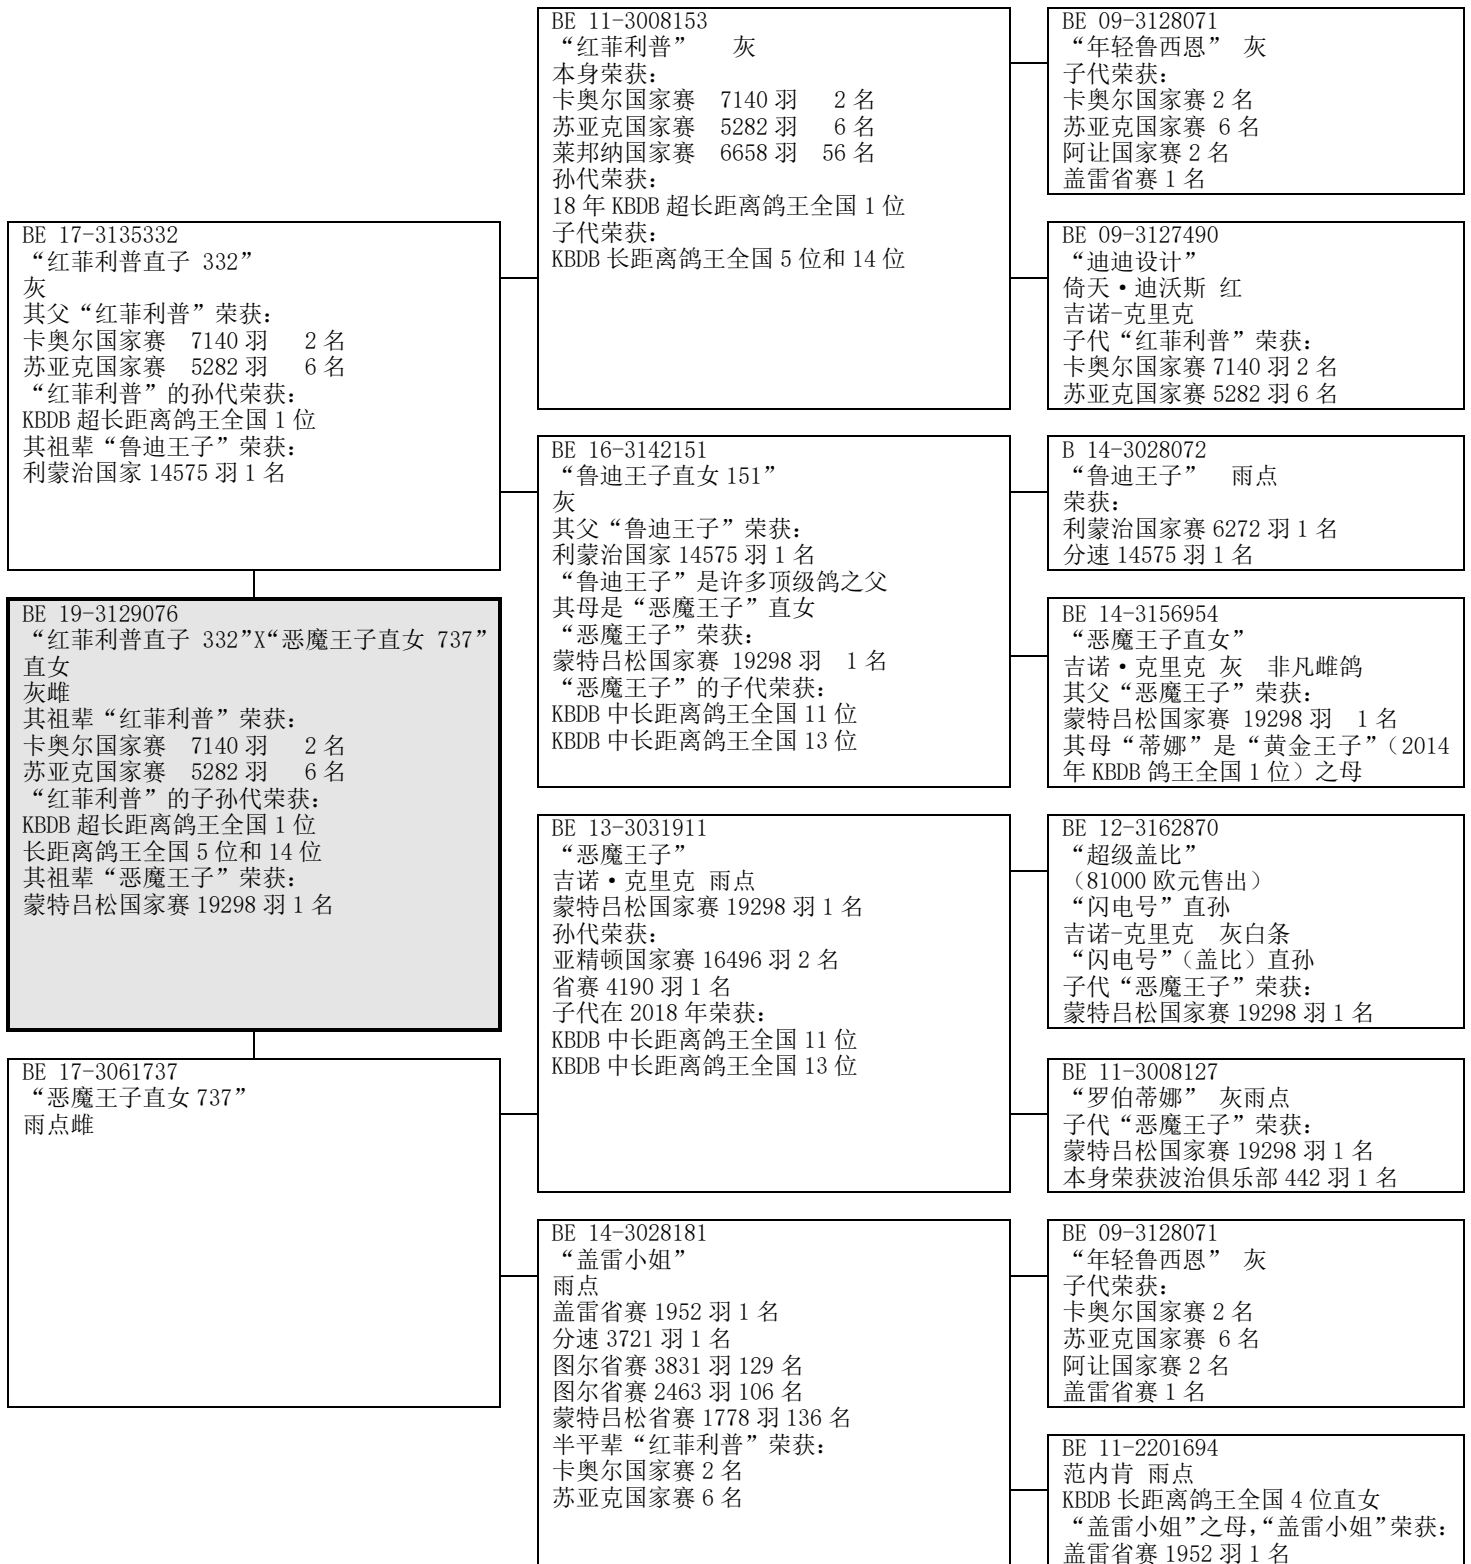 BE 17-3135332
“红菲利普直子 332”
灰
其父“红菲利普”荣获：
卡奥尔国家赛 7140 羽 2 名
苏亚克国家赛 5282 羽 6 名
“红菲利普”的孙代荣获：
KBDB 超长距离鸽王全国 1 位
其祖辈“鲁迪王子”荣获：
利蒙治国家 14575 羽 1 名
BE 19-3129076
“红菲利普直子 332”X“恶魔王子直女 737”
直女
灰雌
其祖辈“红菲利普”荣获：
卡奥尔国家赛 7140 羽 2 名
苏亚克国家赛 5282 羽 6 名
“红菲利普”的子孙代荣获：
KBDB 超长距离鸽王全国 1 位
长距离鸽王全国 5 位和 14 位
其祖辈“恶魔王子”荣获：
蒙特吕松国家赛 19298 羽 1 名
BE 17-3061737
“恶魔王子直女 737”
雨点雌
BE 11-3008153
“红菲利普” 灰
本身荣获：
卡奥尔国家赛 7140 羽 2 名
苏亚克国家赛 5282 羽 6 名
莱邦纳国家赛 6658 羽 56 名
孙代荣获：
18 年 KBDB 超长距离鸽王全国 1 位
子代荣获：
KBDB 长距离鸽王全国 5 位和 14 位
BE 16-3142151
“鲁迪王子直女 151”
灰
其父“鲁迪王子”荣获：
利蒙治国家 14575 羽 1 名
“鲁迪王子”是许多顶级鸽之父
其母是“恶魔王子”直女
“恶魔王子”荣获：
蒙特吕松国家赛 19298 羽 1 名
“恶魔王子”的子代荣获：
KBDB 中长距离鸽王全国 11 位
KBDB 中长距离鸽王全国 13 位
BE 13-3031911
“恶魔王子”
吉诺·克里克 雨点
蒙特吕松国家赛 19298 羽 1 名
孙代荣获：
亚精顿国家赛 16496 羽 2 名
省赛 4190 羽 1 名
子代在 2018 年荣获：
KBDB 中长距离鸽王全国 11 位
KBDB 中长距离鸽王全国 13 位
BE 14-3028181
“盖雷小姐”
雨点
盖雷省赛 1952 羽 1 名
分速 3721 羽 1 名
图尔省赛 3831 羽 129 名
图尔省赛 2463 羽 106 名
蒙特吕松省赛 1778 羽 136 名
半平辈“红菲利普”荣获：
卡奥尔国家赛 2 名
苏亚克国家赛 6 名
BE 09-3128071
“年轻鲁西恩” 灰
子代荣获：
卡奥尔国家赛 2 名
苏亚克国家赛 6 名
阿让国家赛 2 名
盖雷省赛 1 名
BE 09-3127490
“迪迪设计”
倚天·迪沃斯 红
吉诺-克里克
子代“红菲利普”荣获：
卡奥尔国家赛 7140 羽 2 名
苏亚克国家赛 5282 羽 6 名
B 14-3028072
“鲁迪王子” 雨点
荣获：
利蒙治国家赛 6272 羽 1 名
分速 14575 羽 1 名
BE 14-3156954
“恶魔王子直女”
吉诺·克里克 灰 非凡雌鸽
其父“恶魔王子”荣获：
蒙特吕松国家赛 19298 羽 1 名
其母“蒂娜”是“黄金王子”（2014
年 KBDB 鸽王全国 1 位）之母
BE 12-3162870
“超级盖比”
（81000 欧元售出）
“闪电号”直孙
吉诺-克里克 灰白条
“闪电号”（盖比）直孙
子代“恶魔王子”荣获：
蒙特吕松国家赛 19298 羽 1 名
BE 11-3008127
“罗伯蒂娜” 灰雨点
子代“恶魔王子”荣获：
蒙特吕松国家赛 19298 羽 1 名
本身荣获波治俱乐部 442 羽 1 名
BE 09-3128071
“年轻鲁西恩” 灰
子代荣获：
卡奥尔国家赛 2 名
苏亚克国家赛 6 名
阿让国家赛 2 名
盖雷省赛 1 名
BE 11-2201694
范内肯 雨点
KBDB 长距离鸽王全国 4 位直女
“盖雷小姐”之母，“盖雷小姐”荣获：
盖雷省赛 1952 羽 1 名